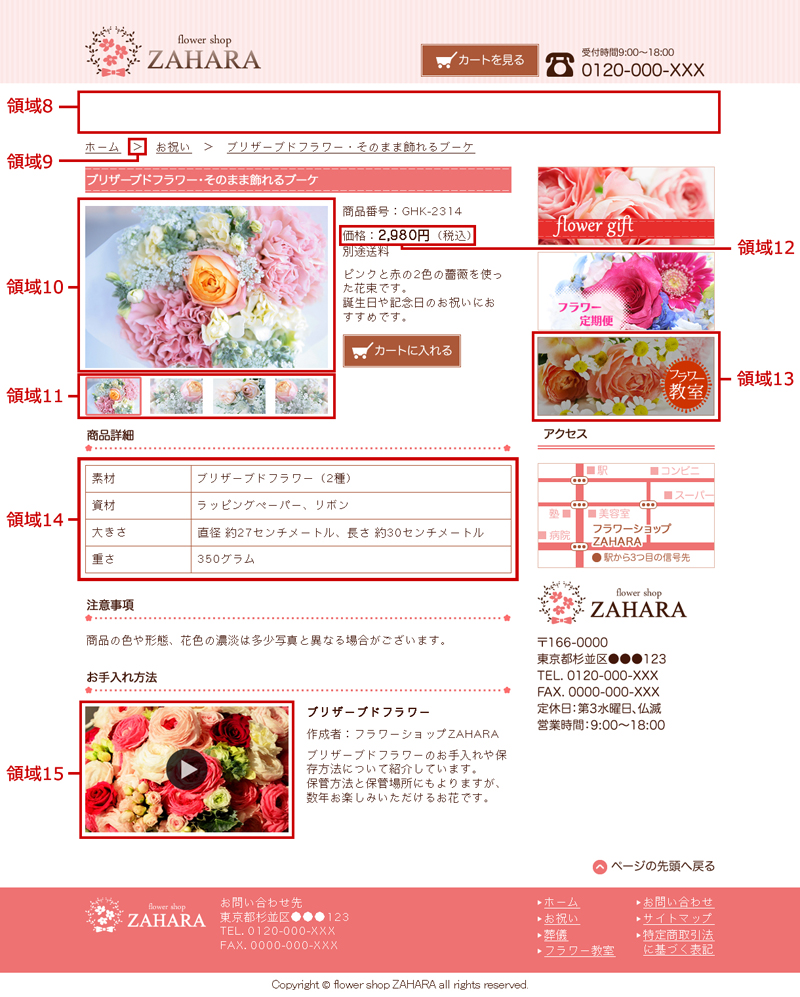 flower shop
ZAHARA
カートを見る
受付時間9:00～18:00
0120-000-XXX
領域8
領域9
ホーム ＞ お祝い ＞ ブリザーブドフラワー・そのまま飾れるブーケ
ブリザーブドフラワー・そのまま飾れるブーケ
領域10
商品番号：GHK-2314
価格：2,980円（税込）
別途送料
領域12
ピンクと赤の2色の薔薇を使っ
た花束です。
誕生日や記念日のお祝いにお
すすめです。
カートに入れる
領域11
flower gift
フラワー
定期便
フラワー
教室
領域13
商品詳細
領域14
素材 ブリザーブドフラワー（2種）
資材 ラッピングペーパー、リボン
大きさ 直径 約27センチメートル、長さ 約30センチメートル
重さ 350グラム
アクセス
駅
コンビニ
スーパー
塾
美容室
病院
フラワーショップ
ZAHARA
駅から3つ目の信号先
flower shop
ZAHARA
〒166-0000
東京都杉並区●●●123
TEL. 0120-000-XXX
FAX. 0000-000-XXX
定休日：第3水曜日、仏滅
営業時間：9:00～18:00
注意事項
商品の色や形態、花色の濃淡は多少写真と異なる場合がございます。
お手入れ方法
領域15
ブリザーブドフラワー
作成者：フラワーショップZAHARA
ブリザーブドフラワーのお手入れや保
存方法について紹介しています。
保管方法と保管場所にもよりますが、
数年お楽しみいただけるお花です。
ページの先頭へ戻る
flower shop
ZAHARA
お問い合わせ先
東京都杉並区●●●123
TEL. 0120-000-XXX
FAX. 0000-000-XXX
ホーム
お祝い
葬儀
フラワー教室
お問い合わせ
サイトマップ
特定商取引法
に基づく表記
Copyright © flower shop ZAHARA all rights reserved.